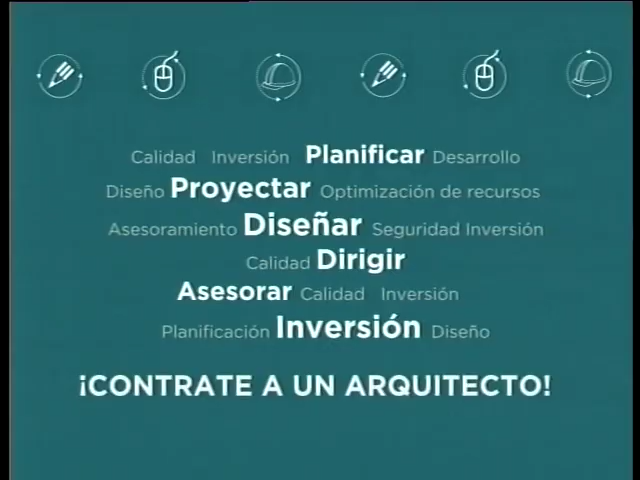 Calidad Inversión Planificar Desarrollo
Diseño Proyectar Optimización de recursos
Asesoramiento Diseñar Seguridad Inversión
Calidad Dirigir
Asesorar Calidad Inversión
Planificación Inversión Diseño
¡CONTRATE A UN ARQUITECTO!